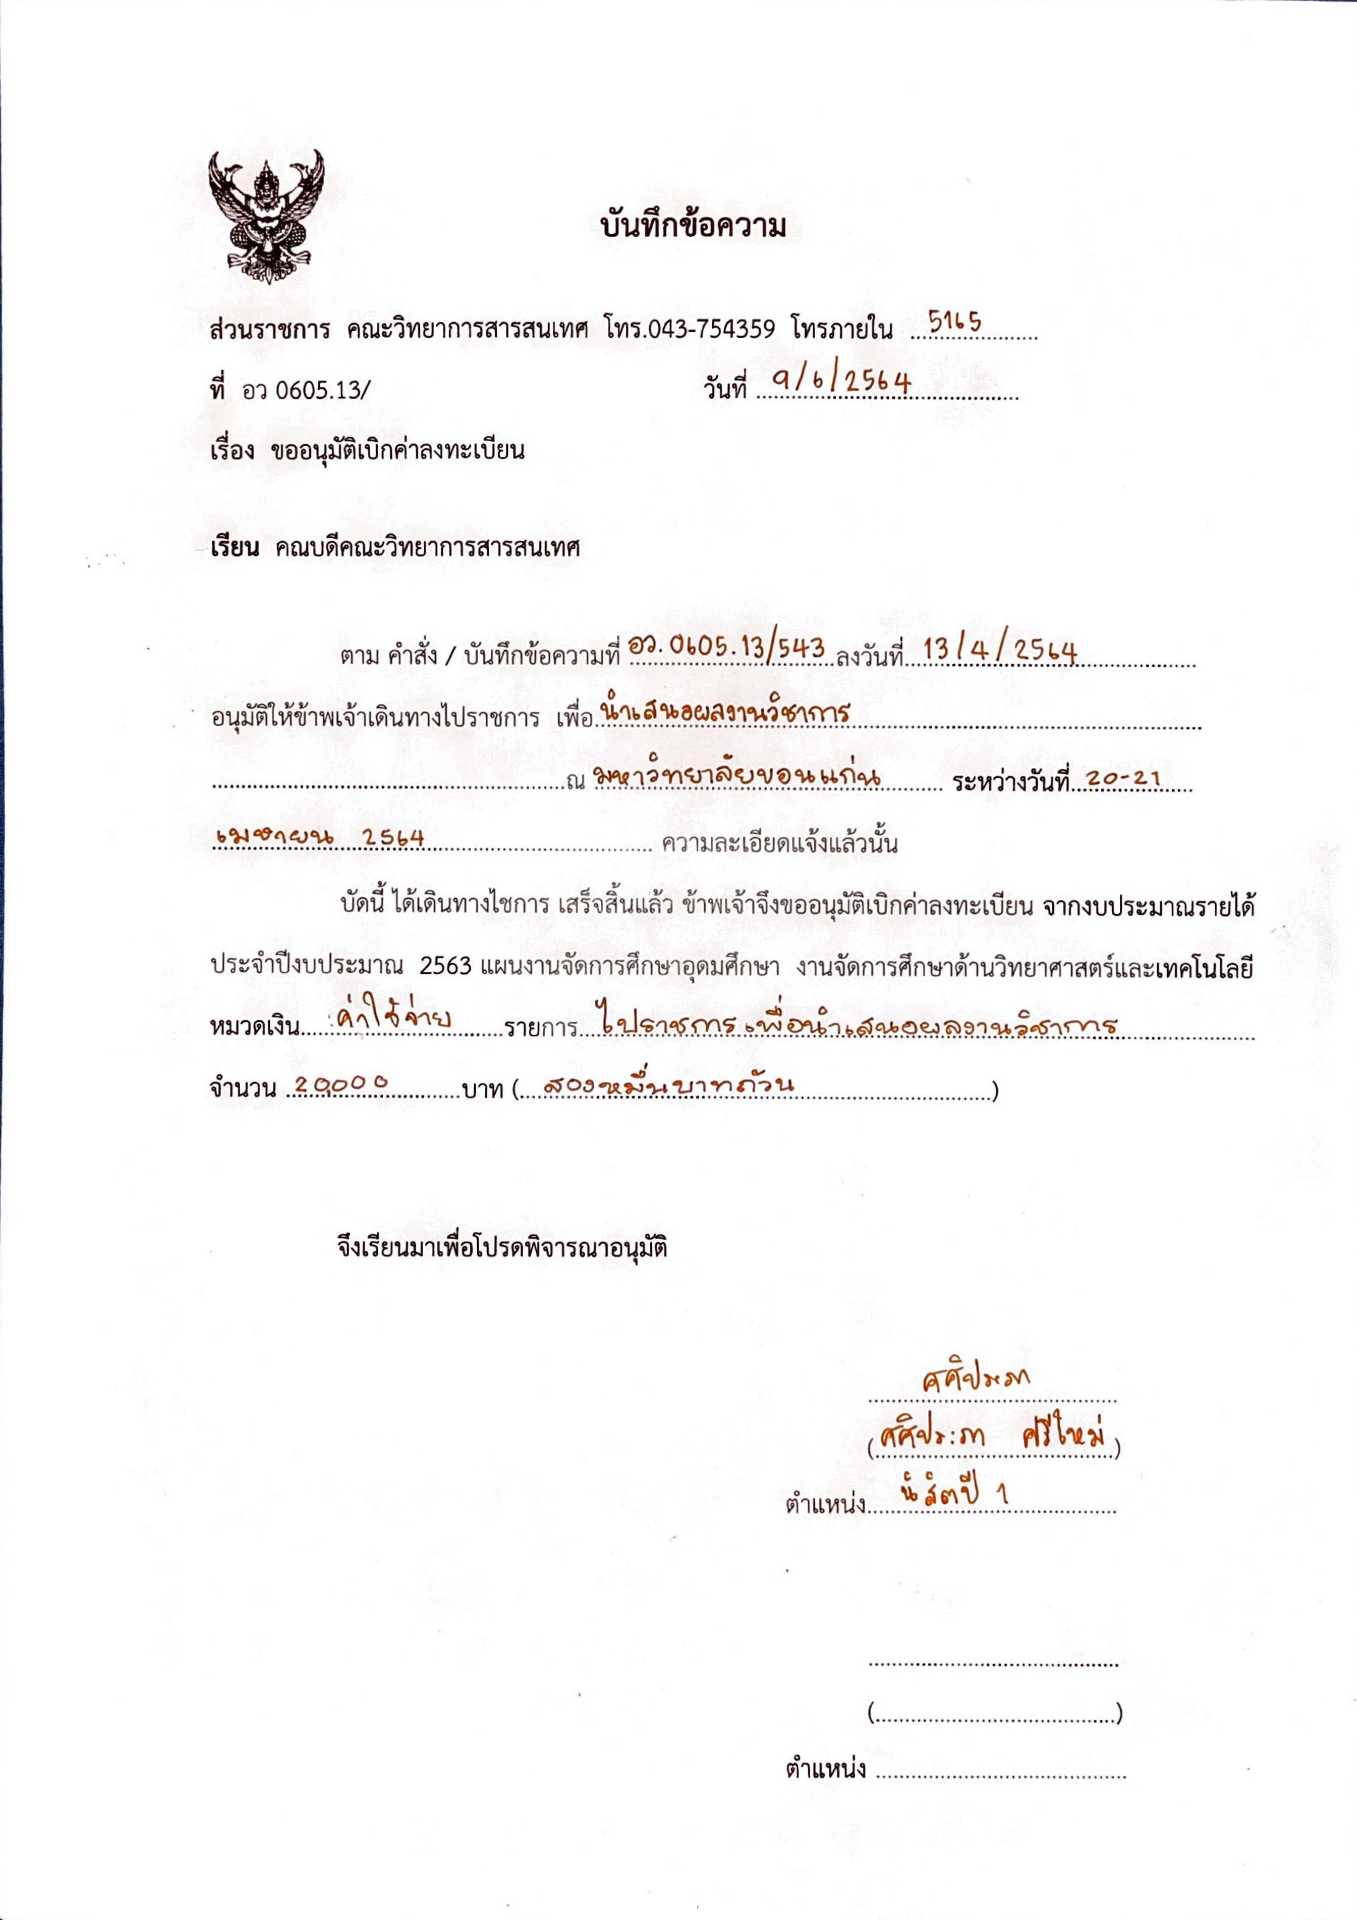 บันทึกข้อความ
ส่วนราชการ คณะวิทยาการสารสนเทศ โทร.043-754359 โทรภายใน 5165
ที่ อว 0605.13/ วันที่ 9/6/2564
เรื่อง ขออนุมัติเบิกค่าลงทะเบียน
เรียน คณบดีคณะวิทยาการสารสนเทศ
ตาม คำสั่ง / บันทึกข้อความที่ อว.0605.13/543 ลงวันที่ 13/4/2564
อนุมัติให้ข้าพเจ้าเดินทางไปราชการ เพื่อ นำเสนอผลงานวิชาการ
ณ มหาวิทยาลัยขอนแก่น ระหว่างวันที่ 20-21
เมษายน 2564 ความละเอียดแจ้งแล้วนั้น
บัดนี้ ได้เดินทางไชการ เสร็จสิ้นแล้ว ข้าพเจ้าจึงขออนุมัติเบิกค่าลงทะเบียน จากงบประมาณรายได้
ประจำปีงบประมาณ 2563 แผนงานจัดการศึกษาอุดมศึกษา งานจัดการศึกษาด้านวิทยาศาสตร์และเทคโนโลยี
หมวดเงิน ค่าใช้จ่าย รายการ ไปราชการเพื่อนำเสนอผลงานวิชาการ
จำนวน 20,000 บาท (สองหมื่นบาทถ้วน)
จึงเรียนมาเพื่อโปรดพิจารณาอนุมัติ
ศศิประภา
(ศศิประภา ศรีใหม่)
ตำแหน่ง นิสิตปี 1
(
)
ตำแหน่ง